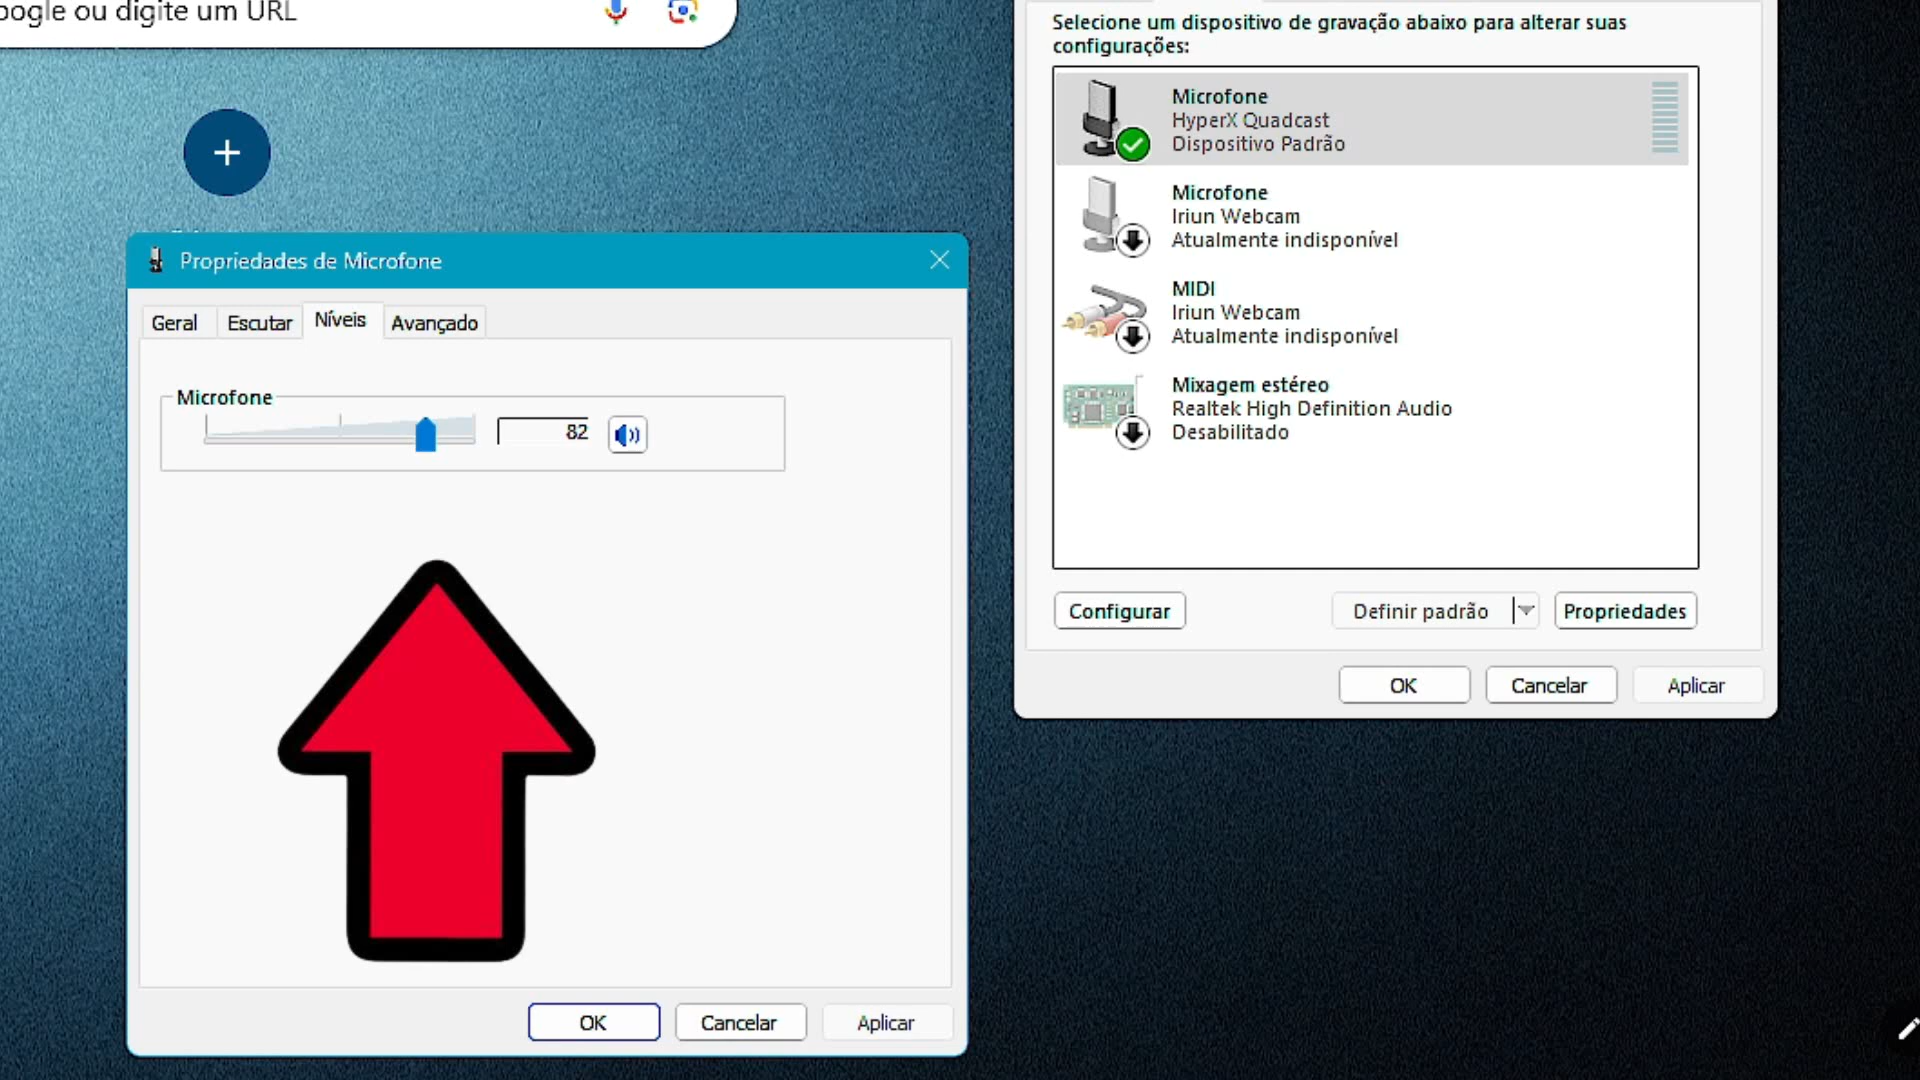 oogle ou digite um URL
Selecione um dispositivo de gravação abaixo para alterar suas
configurações:
Microfone
HyperX Quadcast
Dispositivo Padrão
Microfone
Iriun Webcam
Atualmente indisponível
MIDI
Iriun Webcam
Atualmente indisponível
Mixagem estéreo
Realtek High Definition Audio
Desabilitado
Configurar
Definir padrão
Propriedades
OK
Cancelar
Aplicar
Propriedades de Microfone
Geral
Escutar
Níveis
Avançado
Microfone
82
OK
Cancelar
Aplicar